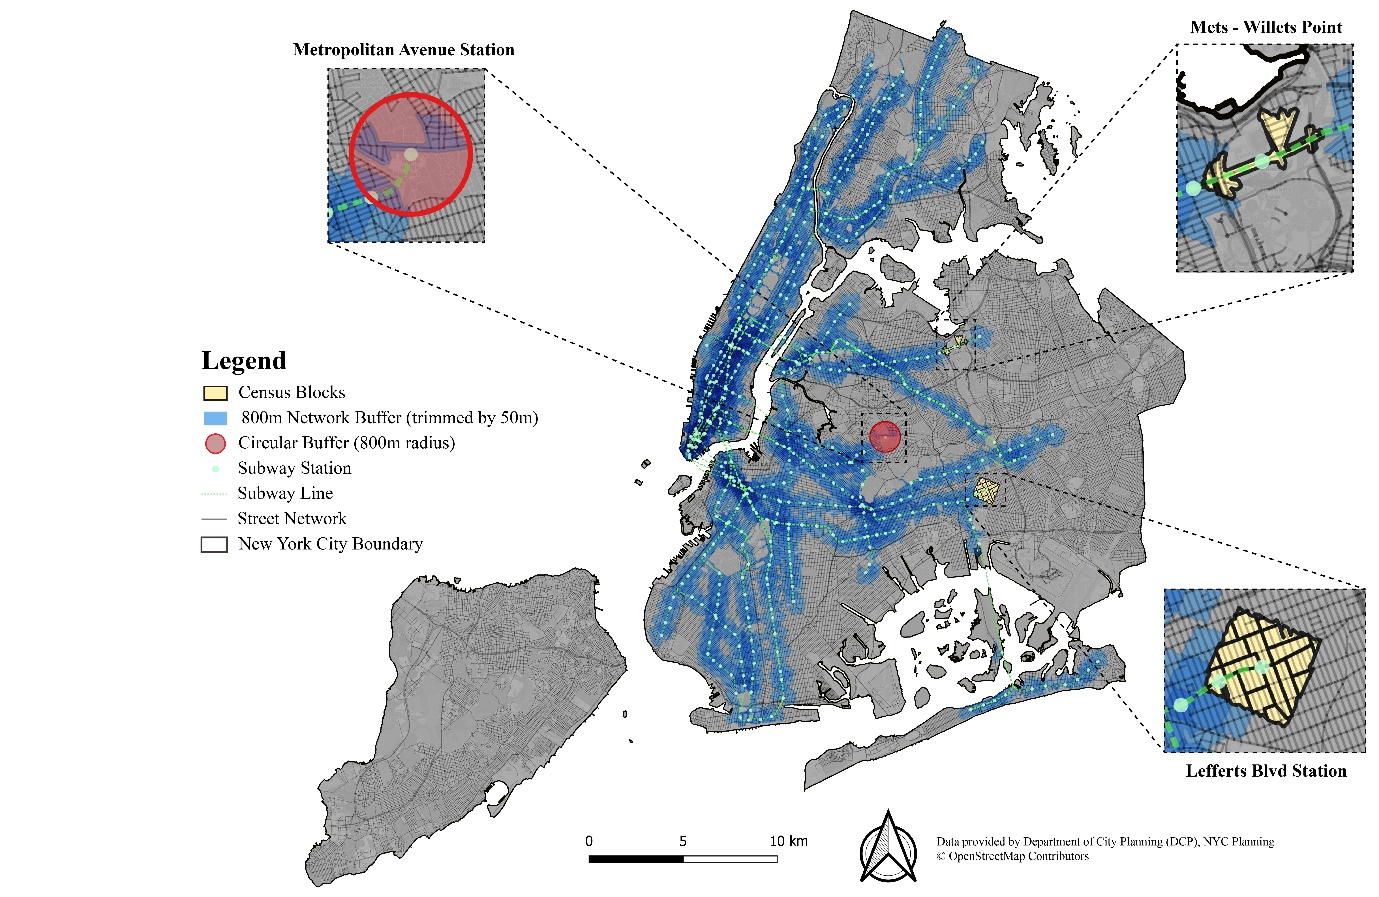 Metropolitan Avenue Station
Mets - Willets Point
Legend
Census Blocks
800m Network Buffer (trimmed by 50m)
Circular Buffer (800m radius)
Subway Station
Subway Line
Street Network
New York City Boundary
Lefferts Blvd Station
0 5 10 km
Data provided by Department of City Planning (DCP), NYC Planning
© OpenStreetMap Contributors